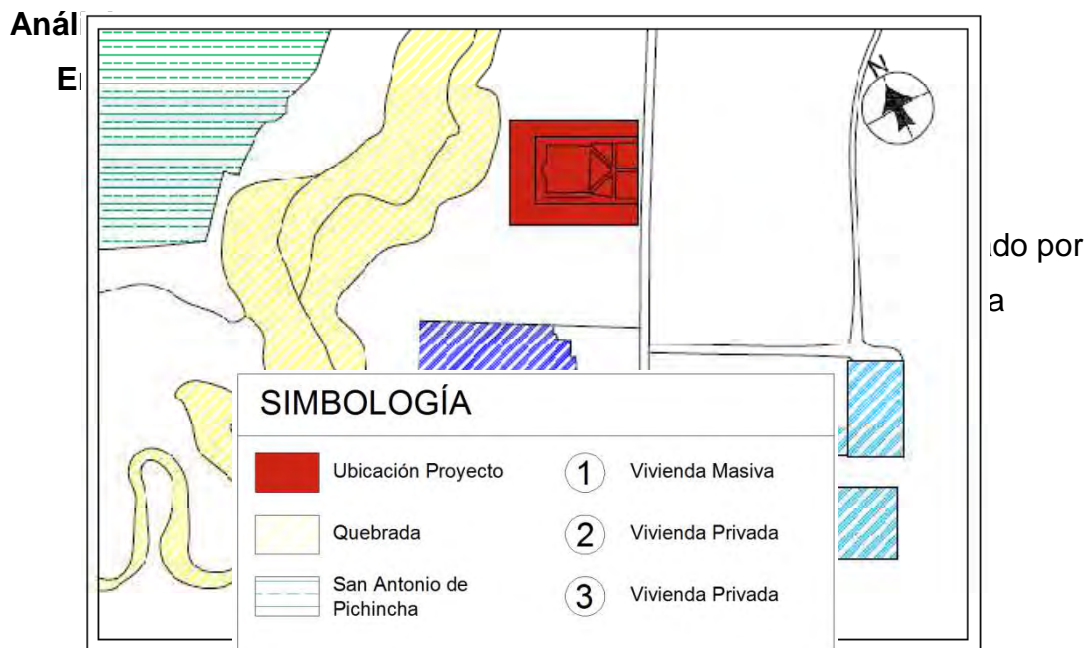 Anál
E
N
do por
a
SIMBOLOGÍA
Ubicación Proyecto
1 Vivienda Masiva
Quebrada
2 Vivienda Privada
San Antonio de
Pichincha
3 Vivienda Privada